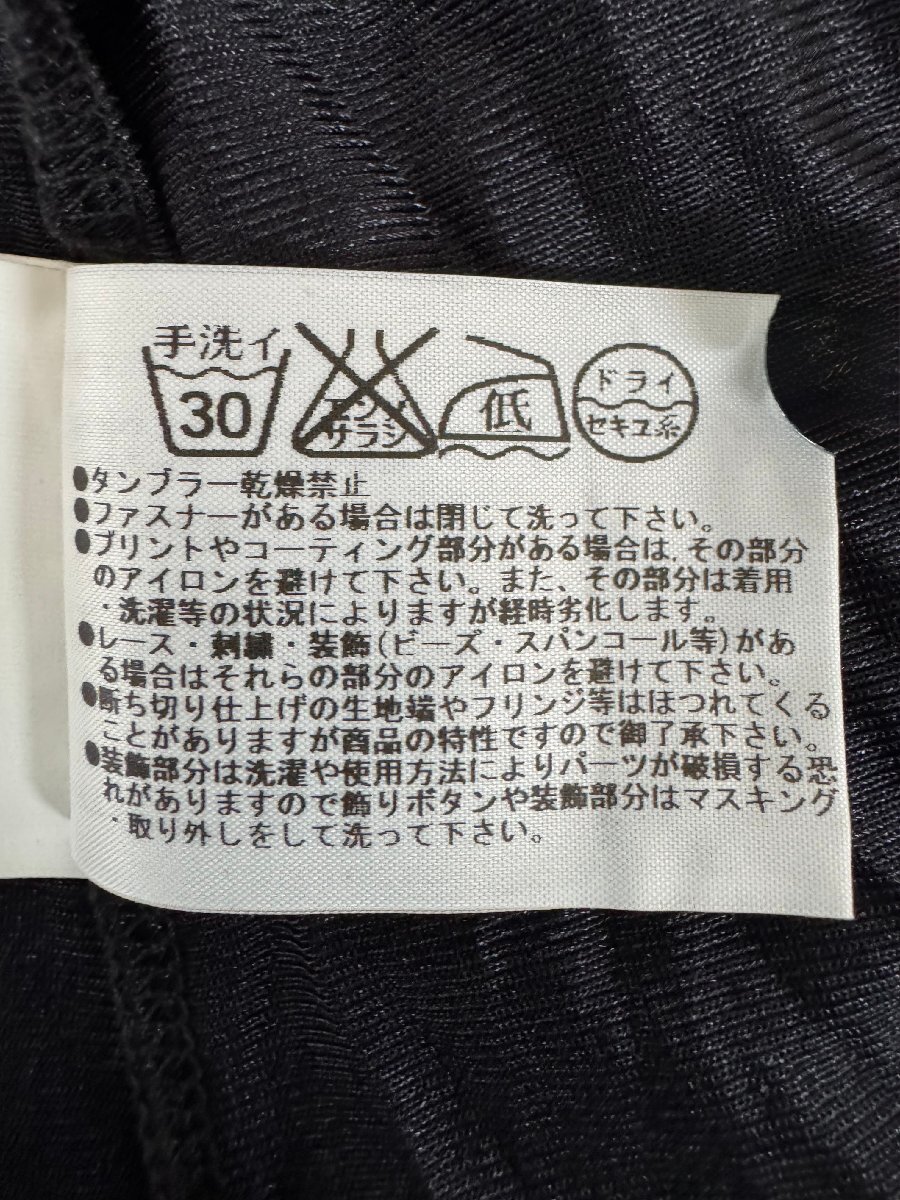 手洗イ
30
エンソ
サラシ
低
ドライ
セキユ系
●タンブラー乾燥禁止
●ファスナーがある場合は閉じて洗って下さい。
●プリントやコーティング部分がある場合は、その部分
のアイロンを避けて下さい。また、その部分は着用
・洗濯等の状況によりますが経時劣化します。
●レース・刺繍・装飾(ビーズ・スパンコール等)があ
る場合はそれらの部分のアイロンを避けて下さい。
●断ち切り仕上げの生地端やフリンジ等はほつれてくる
ことがありますが商品の特性ですので御了承下さい。
●装飾部分は洗濯や使用方法によりパーツが破損する恐
れがありますので飾りボタンや装飾部分はマスキング
・取り外しをして洗って下さい。